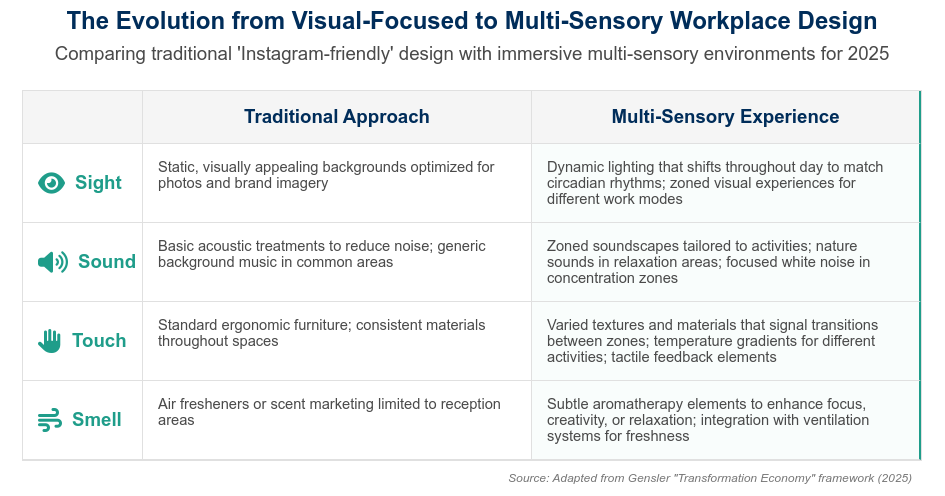 The Evolution from Visual-Focused to Multi-Sensory Workplace Design
Comparing traditional 'Instagram-friendly' design with immersive multi-sensory environments for 2025
Traditional Approach
Multi-Sensory Experience
Sight
Static, visually appealing backgrounds optimized for
photos and brand imagery
Dynamic lighting that shifts throughout day to match
circadian rhythms; zoned visual experiences for
different work modes
Sound
Basic acoustic treatments to reduce noise; generic
background music in common areas
Zoned soundscapes tailored to activities; nature
sounds in relaxation areas; focused white noise in
concentration zones
Touch
Standard ergonomic furniture; consistent materials
throughout spaces
Varied textures and materials that signal transitions
between zones; temperature gradients for different
activities; tactile feedback elements
Smell
Air fresheners or scent marketing limited to reception
areas
Subtle aromatherapy elements to enhance focus,
creativity, or relaxation; integration with ventilation
systems for freshness
Source: Adapted from Gensler "Transformation Economy" framework (2025)